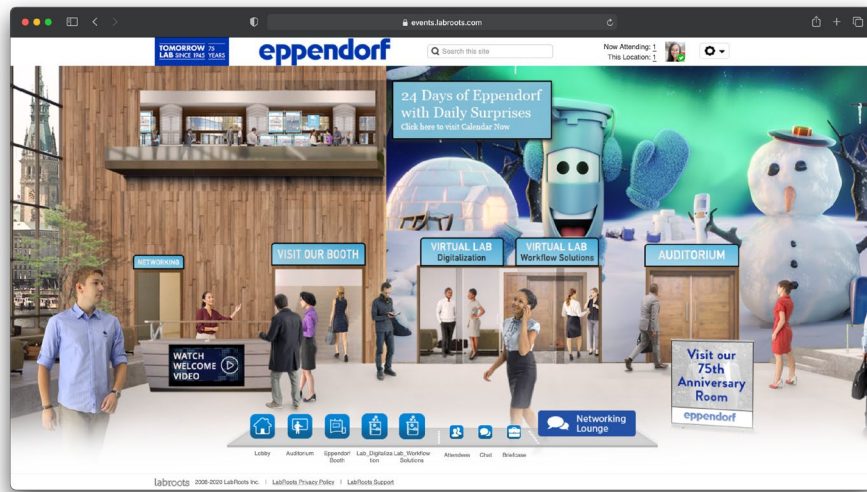 events.labroots.com
TOMORROW 75
LAB SINCE 1945 YEARS
eppendorf
Search this site
Now Attending: 1
This Location: 1
24 Days of Eppendorf
with Daily Surprises
Click here to visit Calendar Now
NETWORKING
VISIT OUR BOOTH
VIRTUAL LAB
Digitalization
VIRTUAL LAB
Workflow Solutions
AUDITORIUM
WATCH
WELCOME
VIDEO
Visit our
75th
Anniversary
Room
eppendorf
Networking
Lounge
Lobby
Auditorium
Eppendorf
Booth
Lab_Digitaliza
tion
Lab_Workflow
Solutions
Attendees
Chat
Briefcase
labroots 2008-2020 LabRoots Inc. | LabRoots Privacy Policy | LabRoots Support